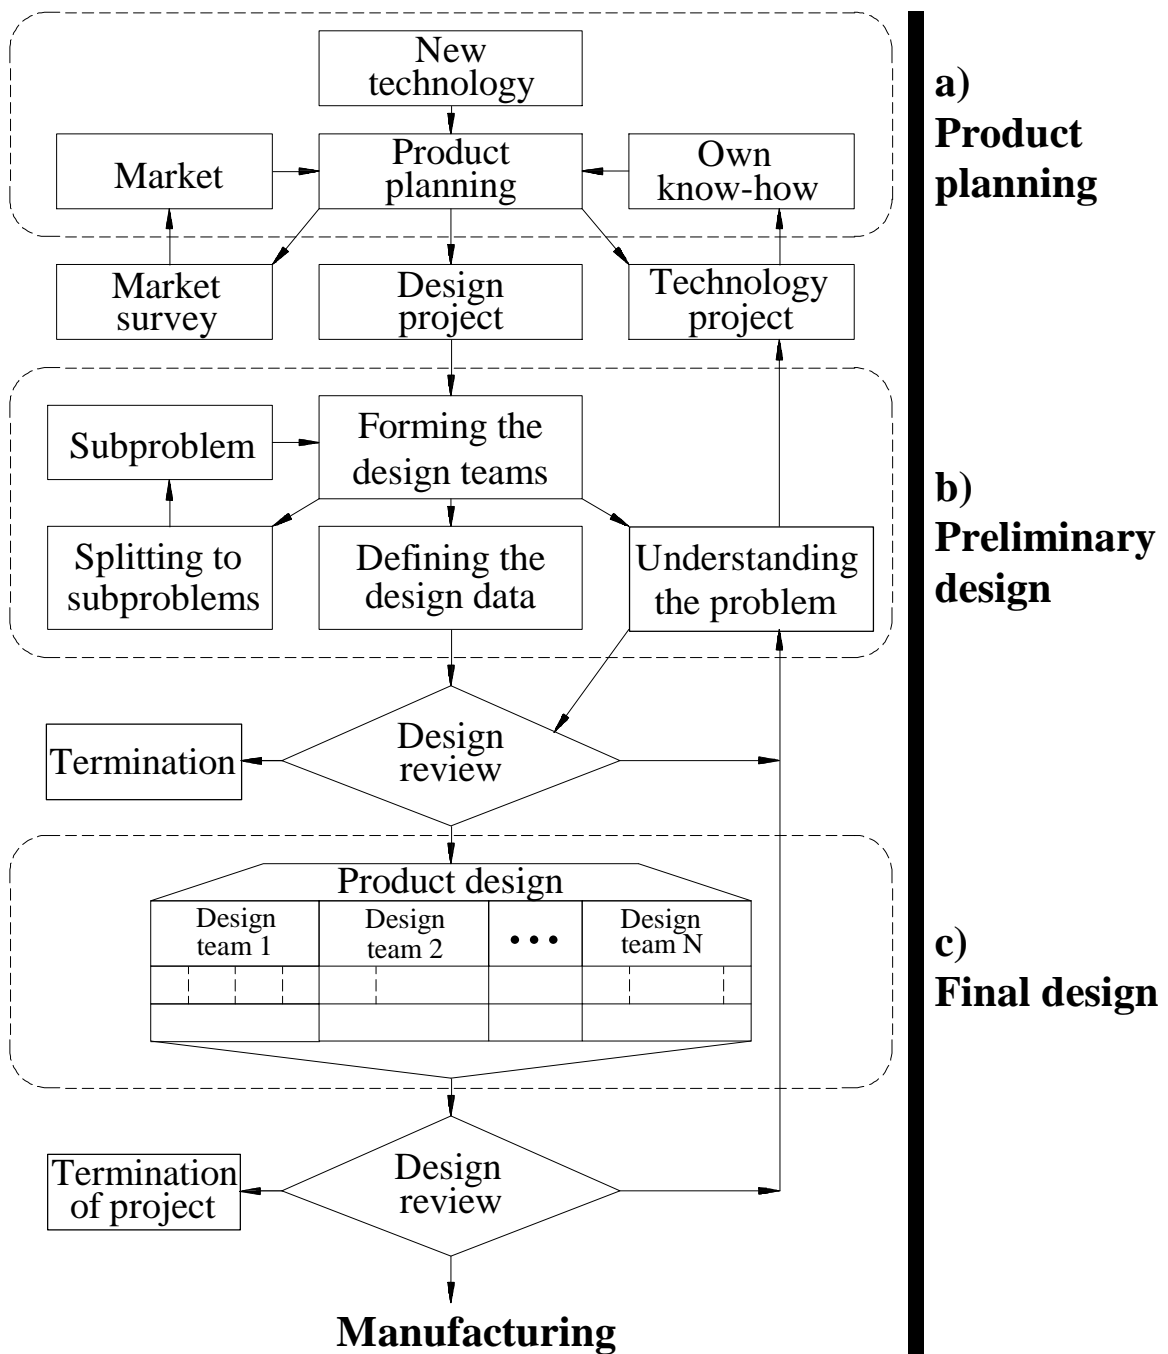 New
technology
a)
Product
planning
Market
Product
planning
Own
know-how
Market
survey
Design
project
Technology
project
Subproblem
Forming the
design teams
b)
Preliminary
design
Splitting to
subproblems
Defining the
design data
Understanding
the problem
Termination
Design
review
Product design
Design
team 1
Design
team 2
•••
Design
team N
c)
Final design
Termination
of project
Design
review
Manufacturing